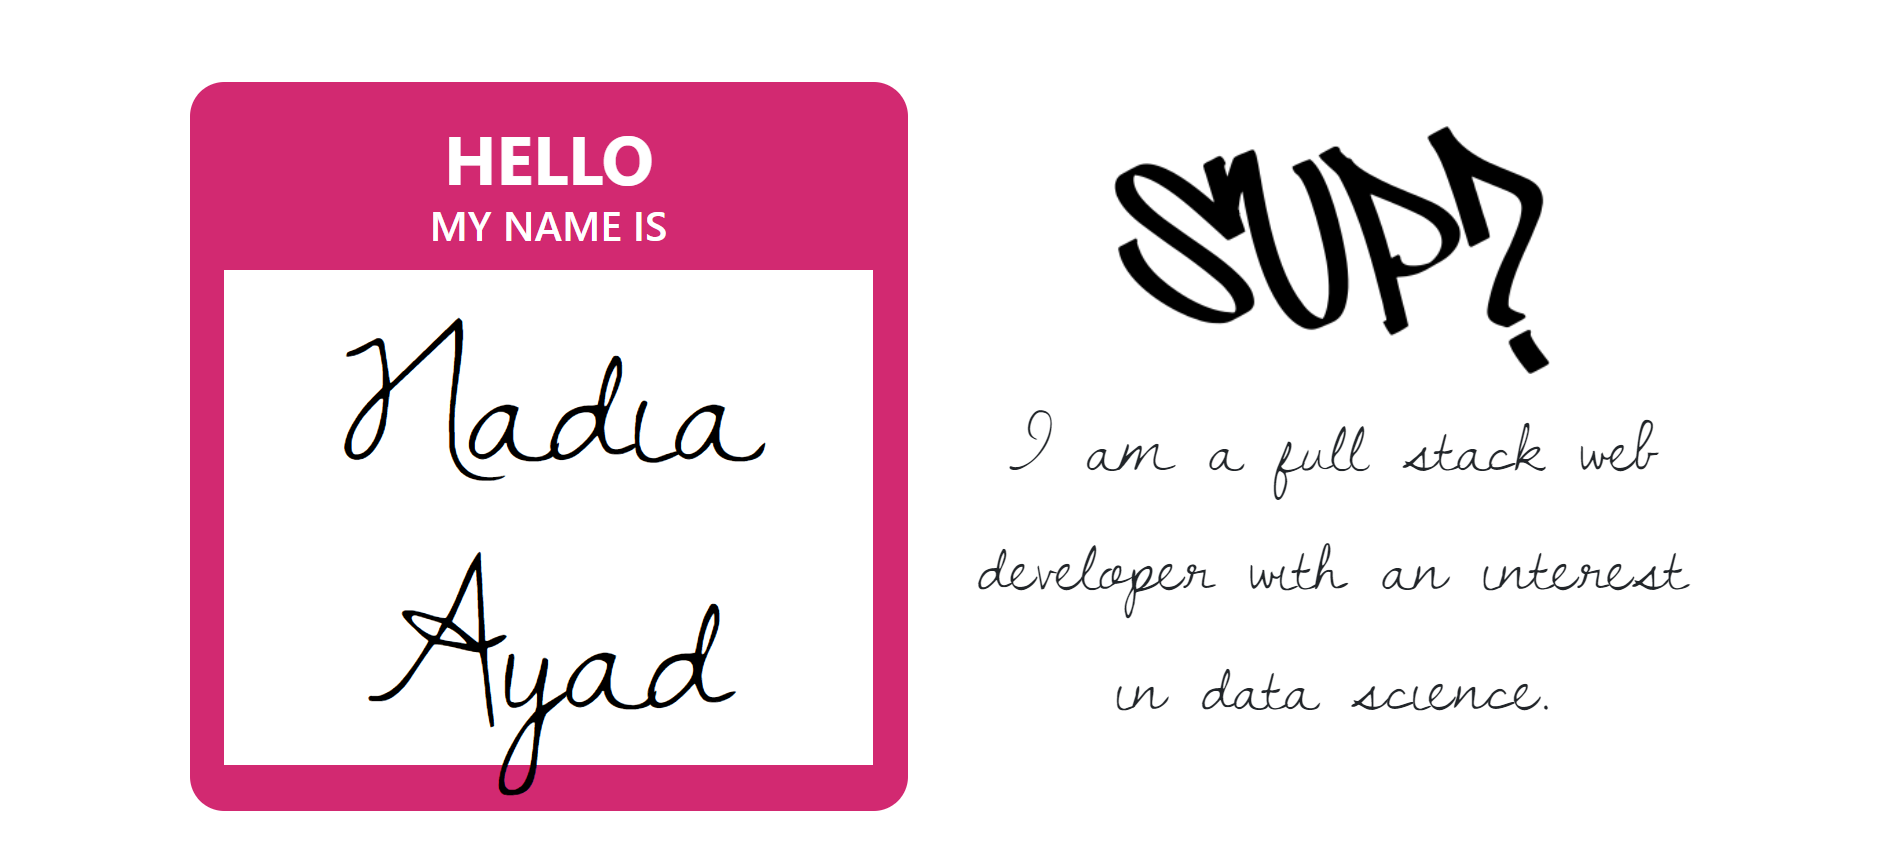 HELLO
MY NAME IS
Nadia
Ayad
SUP?
I am a full stack web
developer with an interest
in data science.